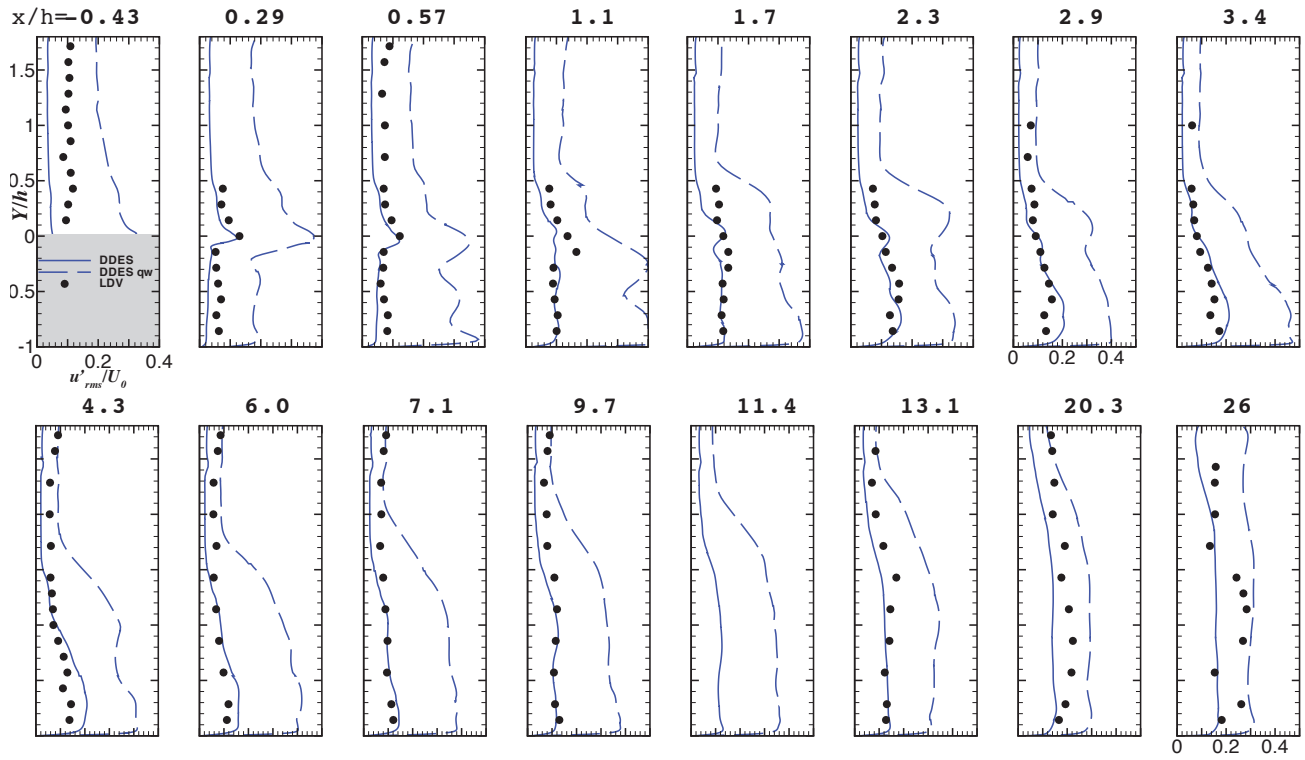 x/h=-0.43 0.29 0.57 1.1 1.7 2.3 2.9 3.4
1.5
1
0.5
Y/h
0
DDES
DDES qw
LDV
0.5
-1
0 0.2 0.4 0 0.2 0.4
u'rms/U0
4.3 6.0 7.1 9.7 11.4 13.1 20.3 26
0 0.2 0.4